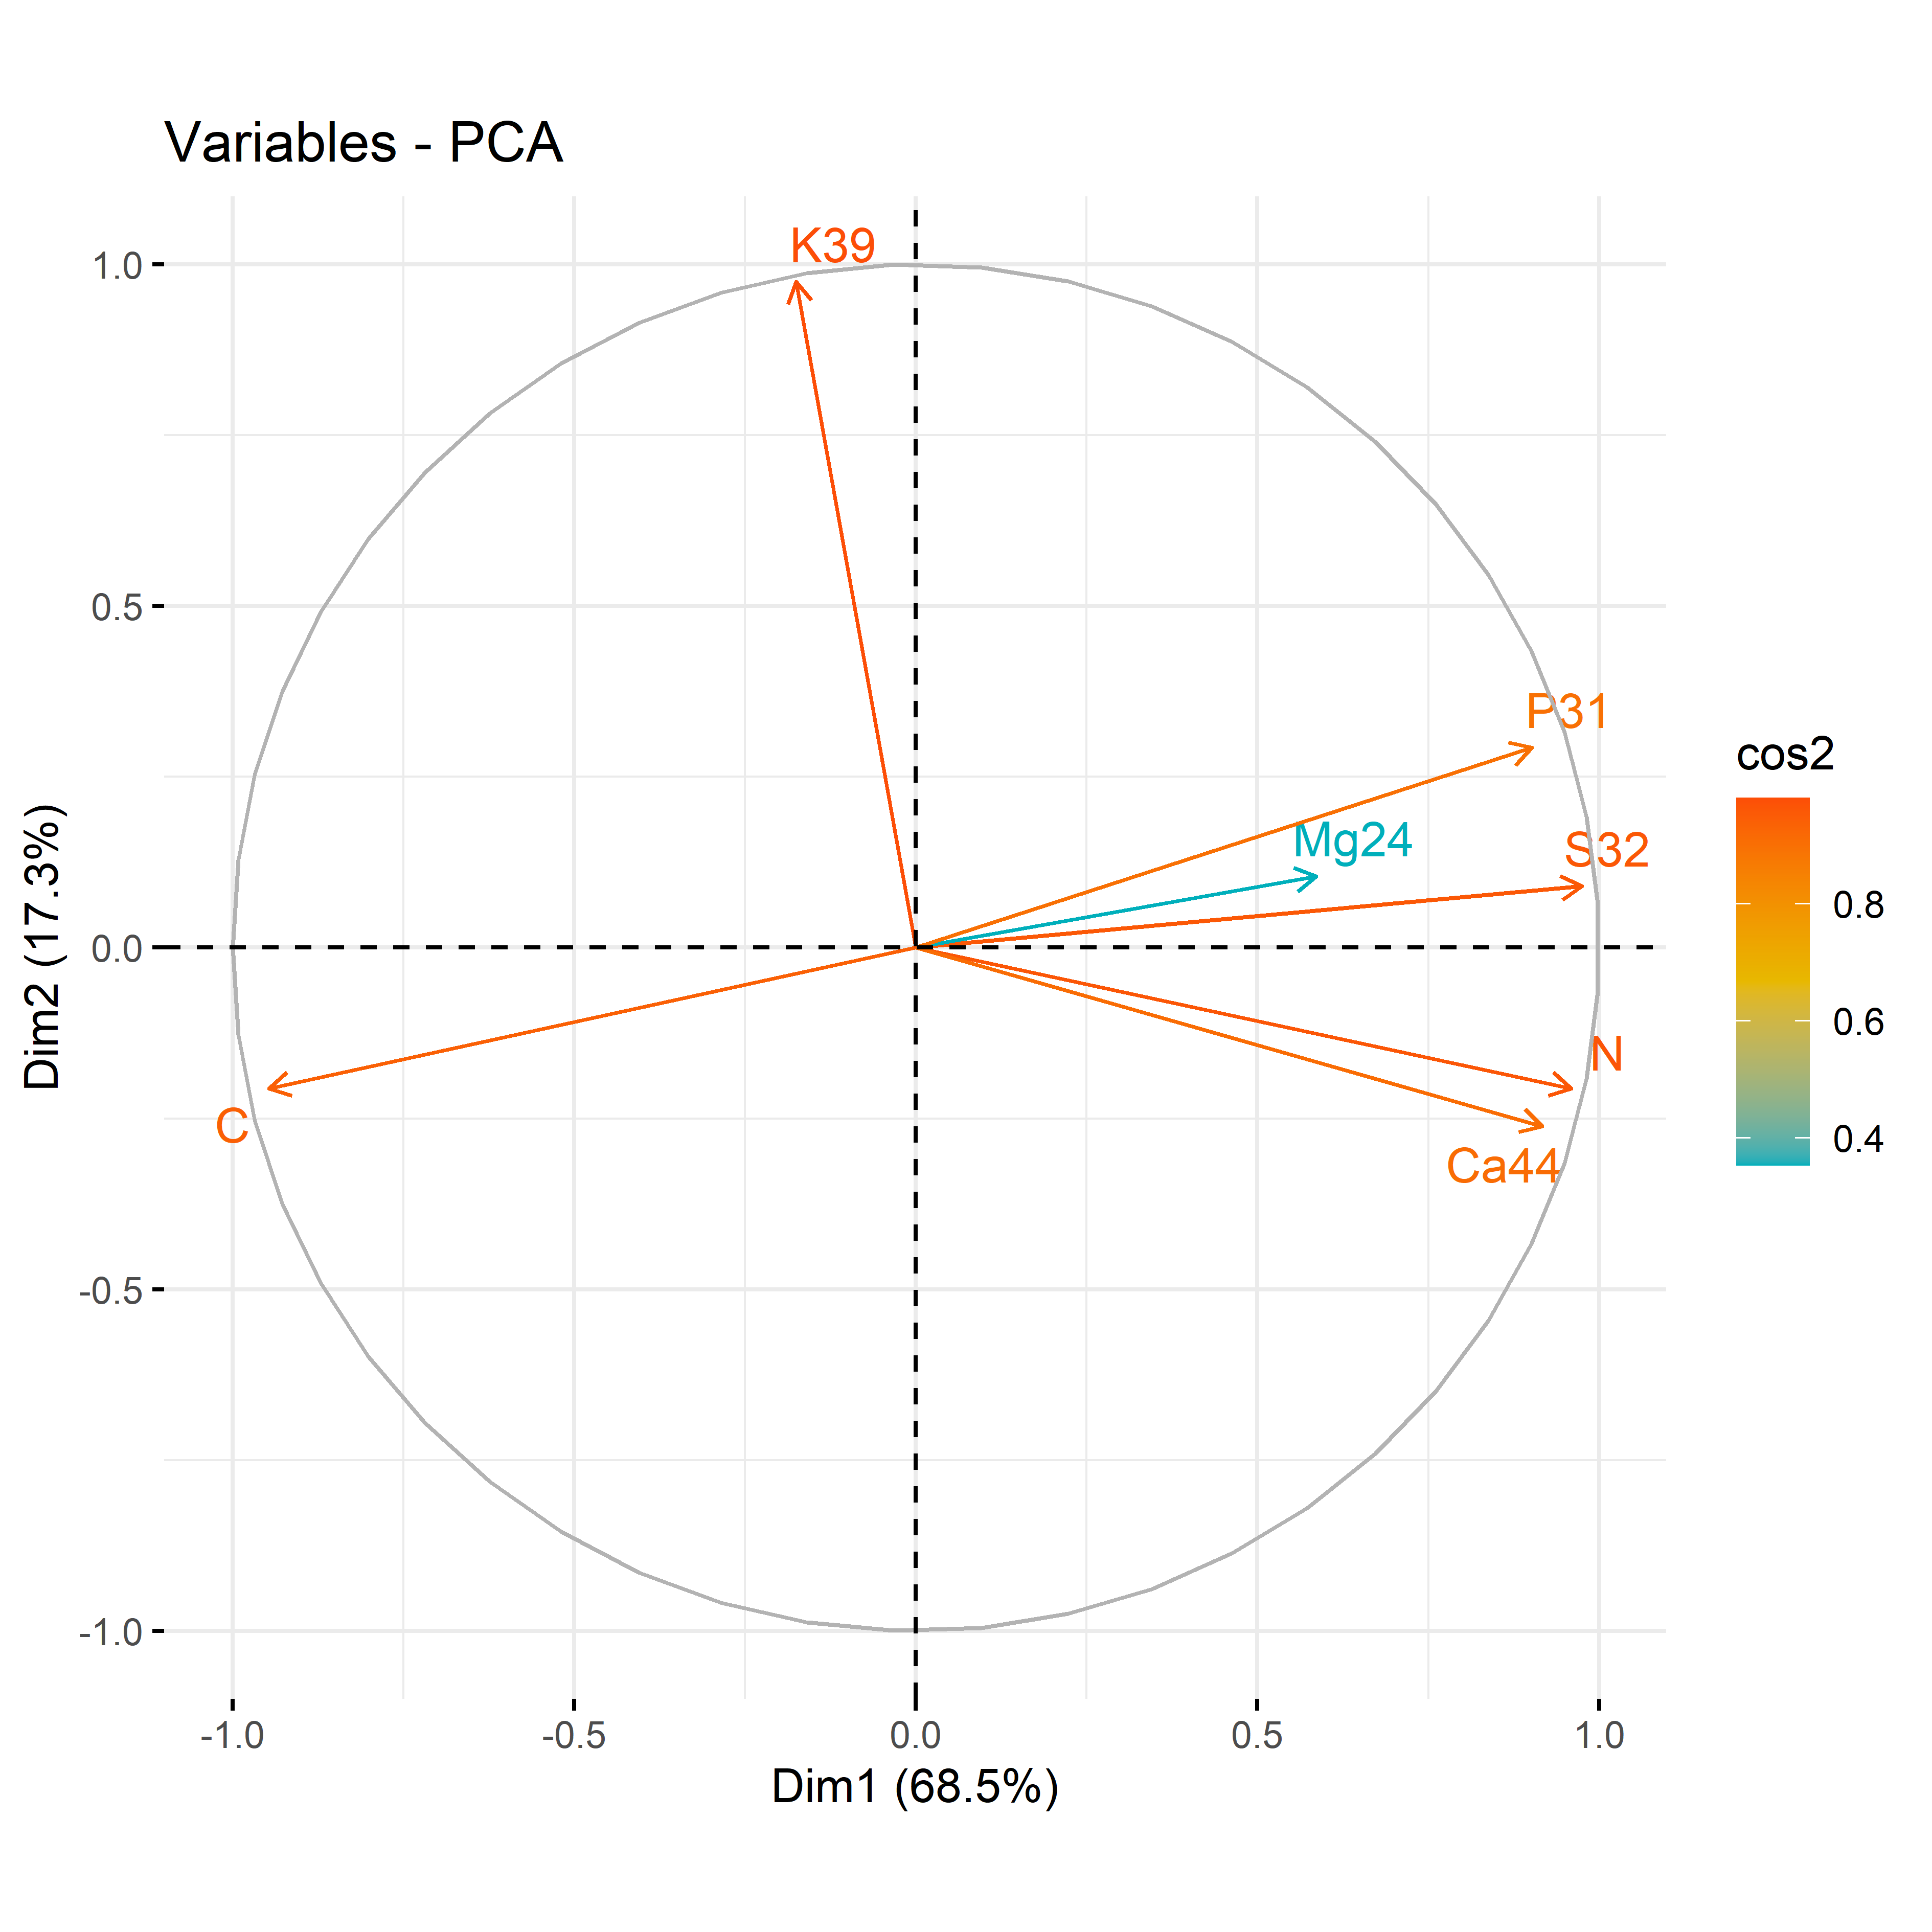 Variables - PCA
K39
1.0
0.5
P31
cos2
Mg24
S32
0.8
Dim2 (17.3%)
0.0
0.6
N
C
0.4
Ca44
-0.5
-1.0
-1.0
-0.5
0.0
0.5
1.0
Dim1 (68.5%)